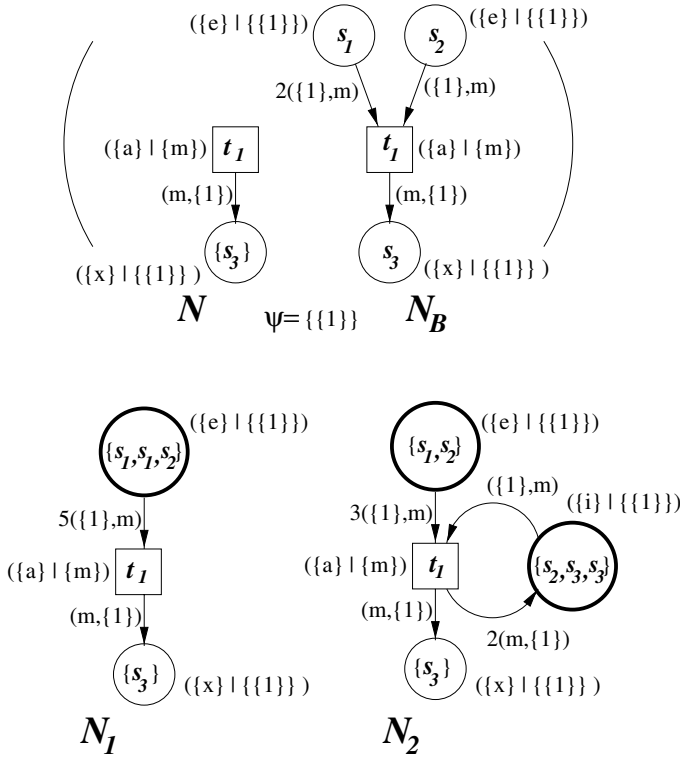 ({e} | {{1}}) s1 s2 ({e} | {{1}})
2({1},m) ({1},m)
({a} | {m}) t1 t1 ({a} | {m})
(m,{1}) (m,{1})
{s3} s3
({x} | {{1}} ) ({x} | {{1}} )
N ψ= {{1}} NB
({e} | {{1}})
{s1,s1,s2}
5({1},m)
({a} | {m}) t1
(m,{1})
{s3}
({x} | {{1}} )
N1
({e} | {{1}})
{s1,s2}
({1},m)
({i} | {{1}})
3({1},m)
({a} | {m}) t1 {s2,s3,s3}
(m,{1})
2(m,{1})
{s3}
({x} | {{1}} )
N2